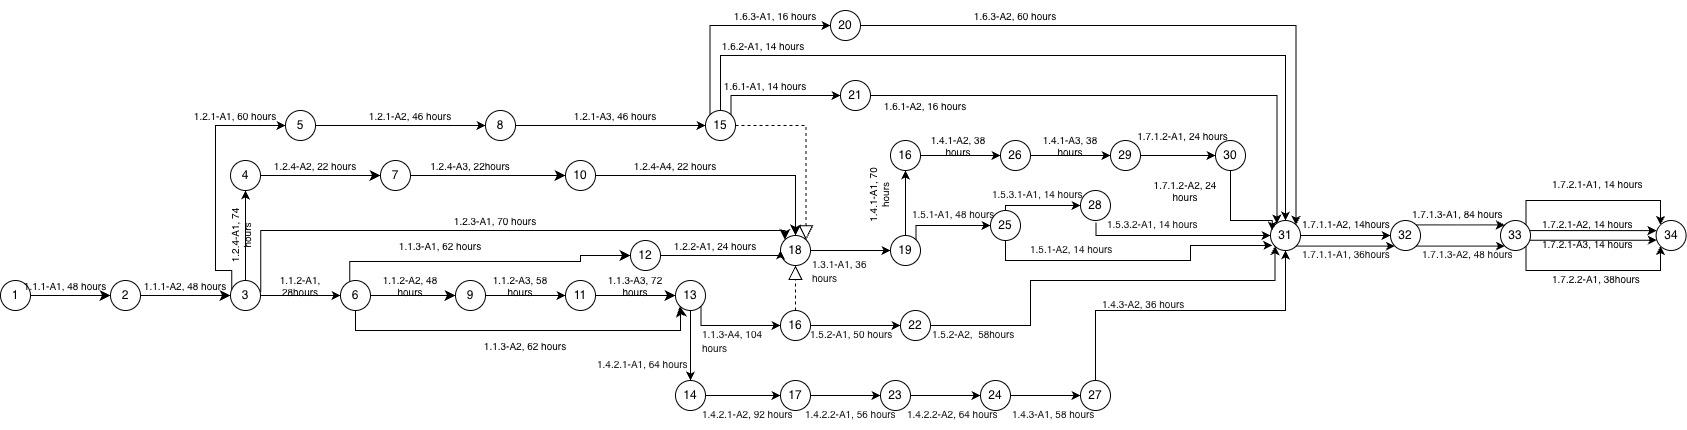 1.6.3-A1, 16 hours
20
1.6.3-A2, 60 hours
1.6.2-A1, 14 hours
1.6.1-A1, 14 hours
21
1.6.1-A2, 16 hours
1.2.1-A1, 60 hours
5
1.2.1-A2, 46 hours
8
1.2.1-A3, 46 hours
15
4
1.2.4-A2, 22 hours
7
1.2.4-A3, 22hours
10
1.2.4-A4, 22 hours
1.2.4-A1, 74
hours
16
1.4.1-A2, 38
hours
26
1.4.1-A3, 38
hours
29
1.7.1.2-A1, 24 hours
30
1.4.1-A1, 70
hours
1.7.1.2-A2, 24
hours
1.5.3.1-A1, 14 hours
28
1.5.1-A1, 48 hours
25
1.5.3.2-A1, 14 hours
1.5.1-A2, 14 hours
1.2.3-A1, 70 hours
1.1.3-A1, 62 hours
12
1.2.2-A1, 24 hours
18
1.3.1-A1, 36
hours
19
31
1.7.1.1-A2, 14hours
1.7.1.1-A1, 36hours
32
1.7.1.3-A1, 84 hours
1.7.1.3-A2, 48 hours
33
1.7.2.1-A1, 14 hours
1.7.2.1-A2, 14 hours
1.7.2.1-A3, 14 hours
1.7.2.2-A1, 38hours
34
1
1.1.1-A1, 48 hours
2
1.1.1-A2, 48 hours
3
1.1.2-A1,
28hours
6
1.1.2-A2, 48
hours
9
1.1.2-A3, 58
hours
11
1.1.3-A3, 72
hours
13
1.1.3-A2, 62 hours
1.1.3-A4, 104
hours
16
1.5.2-A1, 50 hours
22
1.5.2-A2, 58hours
1.4.3-A2, 36 hours
1.4.2.1-A1, 64 hours
14
1.4.2.1-A2, 92 hours
17
1.4.2.2-A1, 56 hours
23
1.4.2.2-A2, 64 hours
24
1.4.3-A1, 58 hours
27